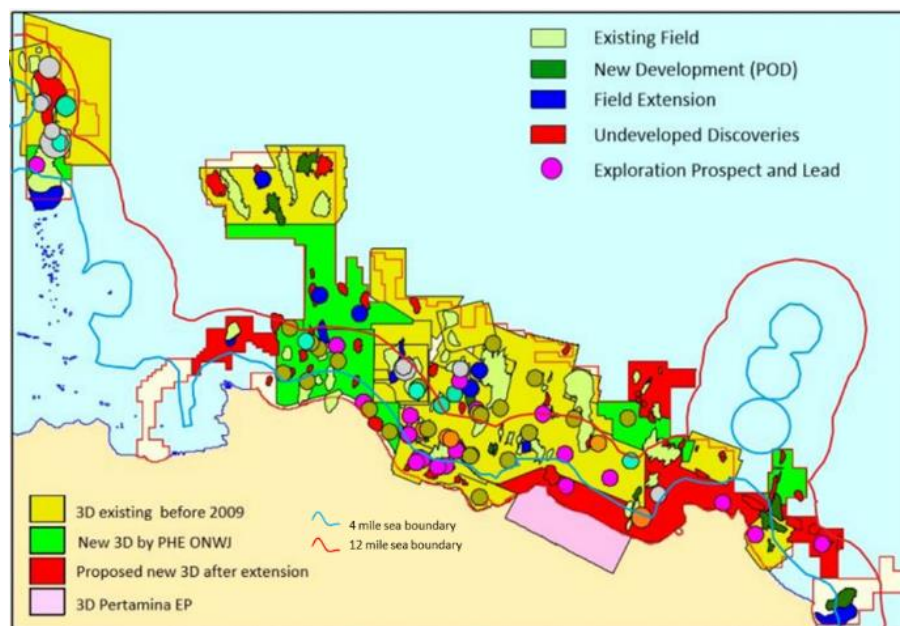 Existing Field
New Development (POD)
Field Extension
Undeveloped Discoveries
Exploration Prospect and Lead
3D existing before 2009
New 3D by PHE ONWJ
Proposed new 3D after extension
3D Pertamina EP
4 mile sea boundary
12 mile sea boundary